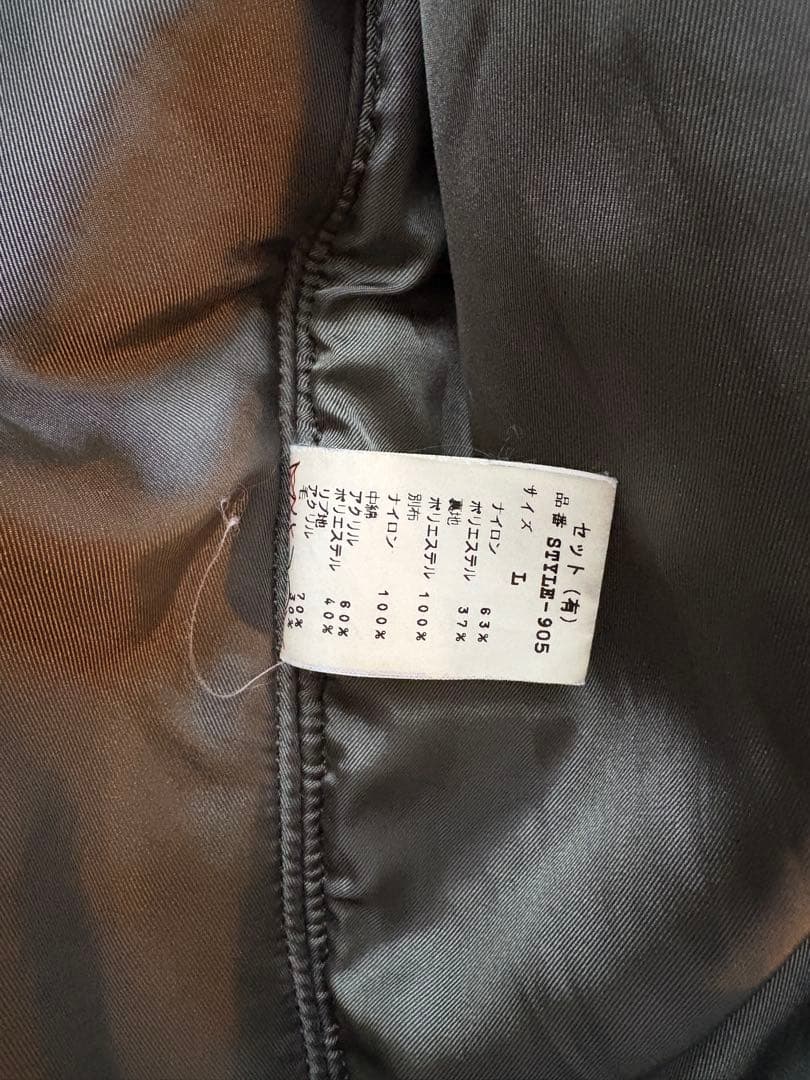 セット(有)
品番 STYLE-905
サイズ L
ナイロン 63%
ポリエステル 37%
裏地
ポリエステル 100%
別布
ナイロン 100%
中綿
アクリル 60%
ポリエステル 40%
リブ地
アクリル 70%
毛 30%